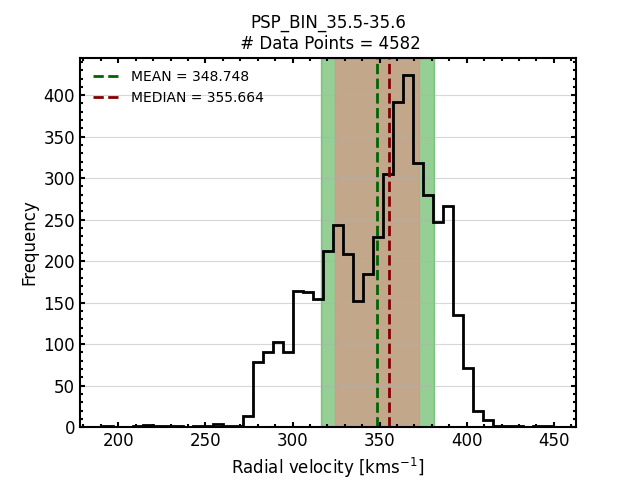 PSP_BIN_35.5-35.6
# Data Points = 4582
MEAN = 348.748
MEDIAN = 355.664
Frequency
400
350
300
250
200
150
100
50
0
200 250 300 350 400 450
Radial velocity [kms⁻¹]